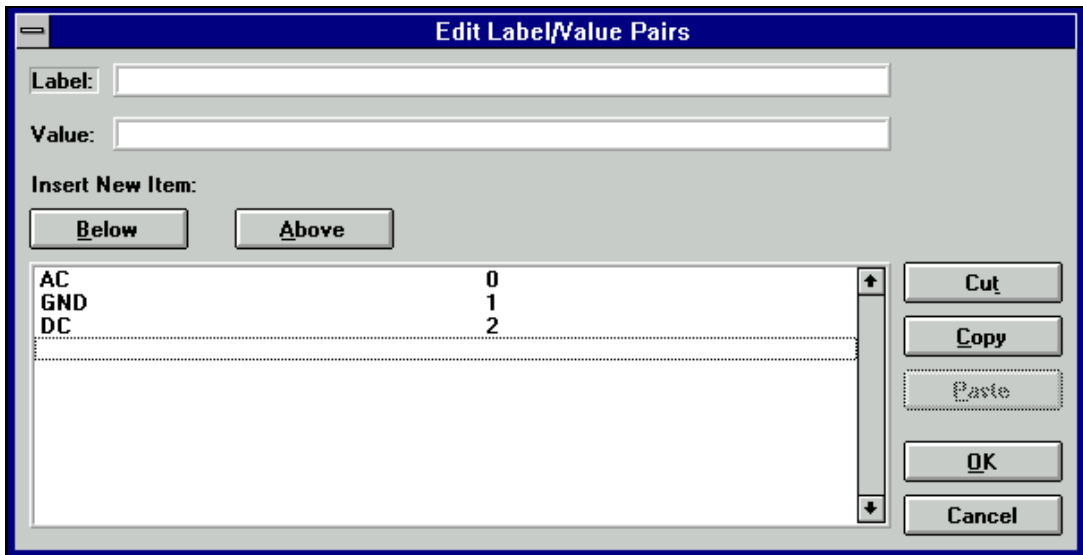 Edit Label/Value Pairs
Label:
Value:
Insert New Item:
Below Above
AC 0
GND 1
DC 2
Cut
Copy
Paste
OK
Cancel